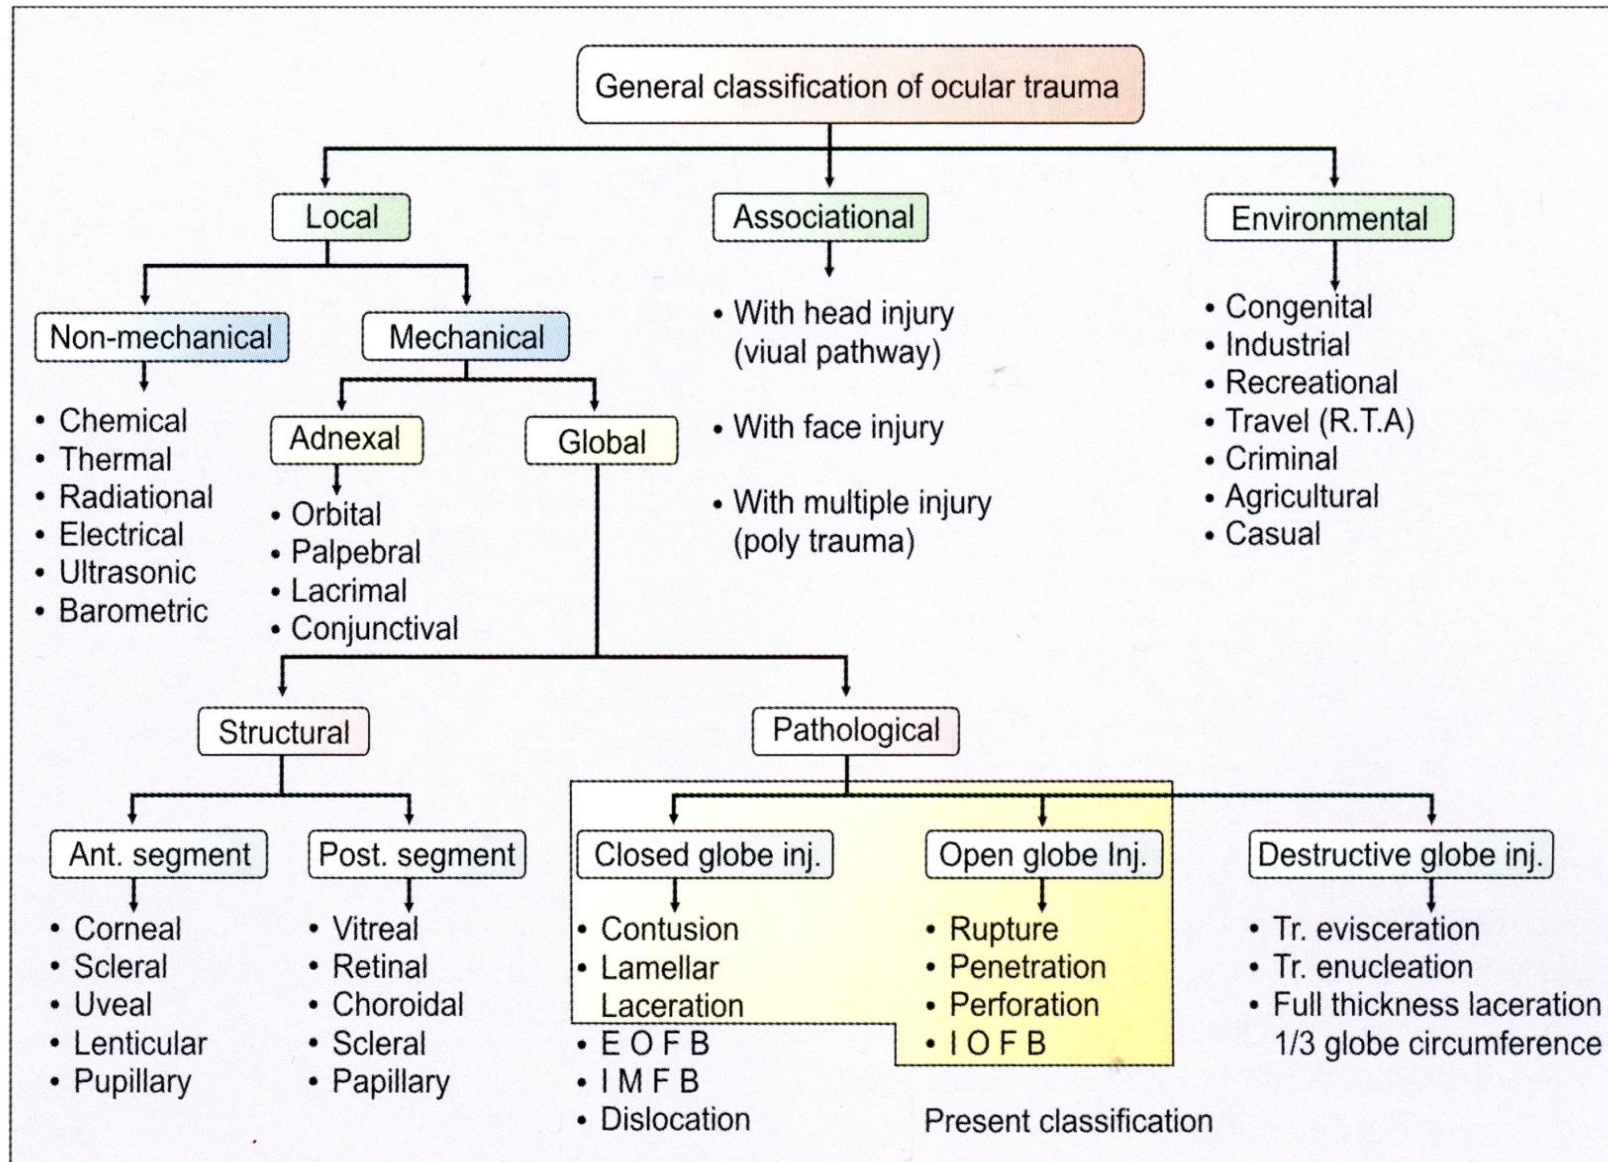 General classification of ocular trauma
Local
Associational
Environmental
Non-mechanical
Mechanical
• Chemical
• Thermal
• Radiational
• Electrical
• Ultrasonic
• Barometric
Adnexal
Global
• Orbital
• Palpebral
• Lacrimal
• Conjunctival
• With head injury
(viual pathway)
• With face injury
• With multiple injury
(poly trauma)
• Congenital
• Industrial
• Recreational
• Travel (R.T.A)
• Criminal
• Agricultural
• Casual
Structural
Pathological
Ant. segment
Post. segment
Closed globe inj.
Open globe Inj.
Destructive globe inj.
• Corneal
• Scleral
• Uveal
• Lenticular
• Pupillary
• Vitreal
• Retinal
• Choroidal
• Scleral
• Papillary
• Contusion
• Lamellar
Laceration
• E O F B
• I M F B
• Dislocation
• Rupture
• Penetration
• Perforation
• I O F B
• Tr. evisceration
• Tr. enucleation
• Full thickness laceration
1/3 globe circumference
Present classification